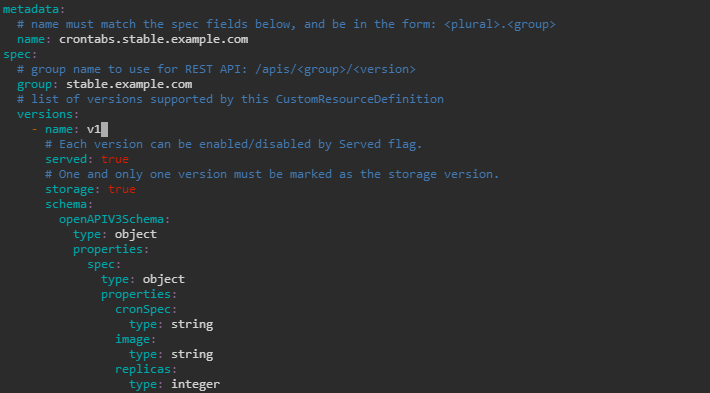 metadata:
  # name must match the spec fields below, and be in the form: <plural>.<group>
  name: crontabs.stable.example.com
spec:
  # group name to use for REST API: /apis/<group>/<version>
  group: stable.example.com
  # list of versions supported by this CustomResourceDefinition
  versions:
    - name: v1
      # Each version can be enabled/disabled by Served flag.
      served: true
      # One and only one version must be marked as the storage version.
      storage: true
      schema:
        openAPIV3Schema:
          type: object
          properties:
            spec:
              type: object
              properties:
                cronSpec:
                  type: string
                image:
                  type: string
                replicas:
                  type: integer